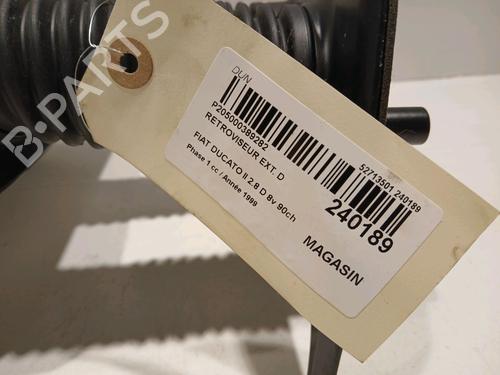 DUN
P205000389282
RETROVISEUR EXT. D
FIAT DUCATO II 2.8 D 8v 90ch
Phase 1 cc / Année 1999
52713501 240189
240189
MAGASIN
B-PARTS